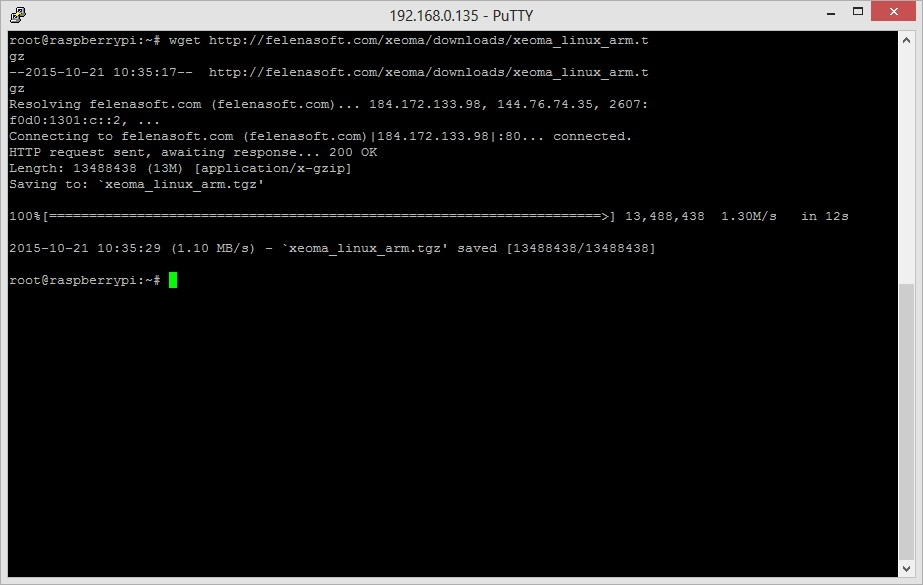 192.168.0.135 - PuTTY
root@raspberrypi:~# wget http://felenasoft.com/xeoma/downloads/xeoma_linux_arm.t
gz
--2015-10-21 10:35:17--  http://felenasoft.com/xeoma/downloads/xeoma_linux_arm.t
gz
Resolving felenasoft.com (felenasoft.com)... 184.172.133.98, 144.76.74.35, 2607:
f0d0:1301:c::2, ...
Connecting to felenasoft.com (felenasoft.com)|184.172.133.98|:80... connected.
HTTP request sent, awaiting response... 200 OK
Length: 13488438 (13M) [application/x-gzip]
Saving to: `xeoma_linux_arm.tgz'
100%[=====================================================================>] 13,488,438  1.30M/s   in 12s
2015-10-21 10:35:29 (1.10 MB/s) - `xeoma_linux_arm.tgz' saved [13488438/13488438]
root@raspberrypi:~#